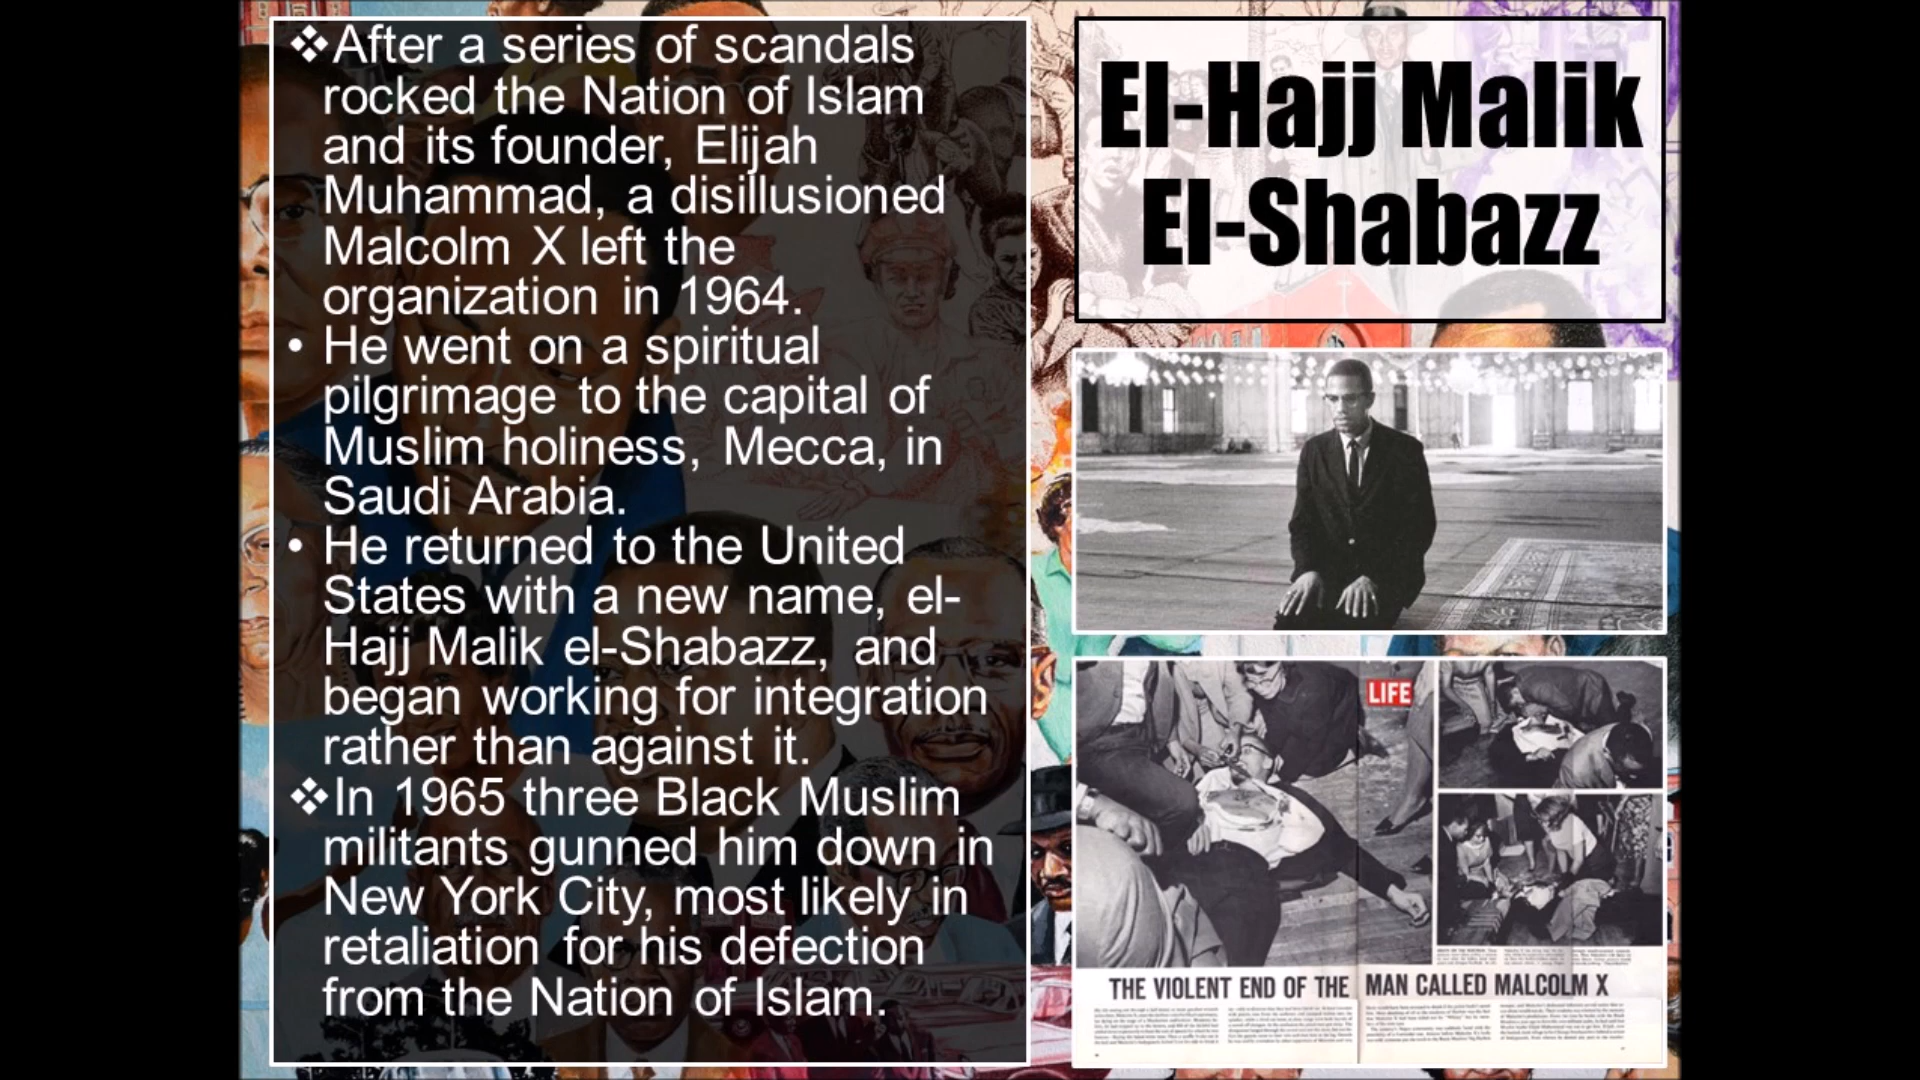 ❖After a series of scandals
rocked the Nation of Islam
and its founder, Elijah
Muhammad, a disillusioned
Malcolm X left the
organization in 1964.
• He went on a spiritual
pilgrimage to the capital of
Muslim holiness, Mecca, in
Saudi Arabia.
• He returned to the United
States with a new name, el-
Hajj Malik el-Shabazz, and
began working for integration
rather than against it.
❖In 1965 three Black Muslim
militants gunned him down in
New York City, most likely in
retaliation for his defection
from the Nation of Islam.
El-Hajj Malik
El-Shabazz
LIFE
THE VIOLENT END OF THE MAN CALLED MALCOLM X